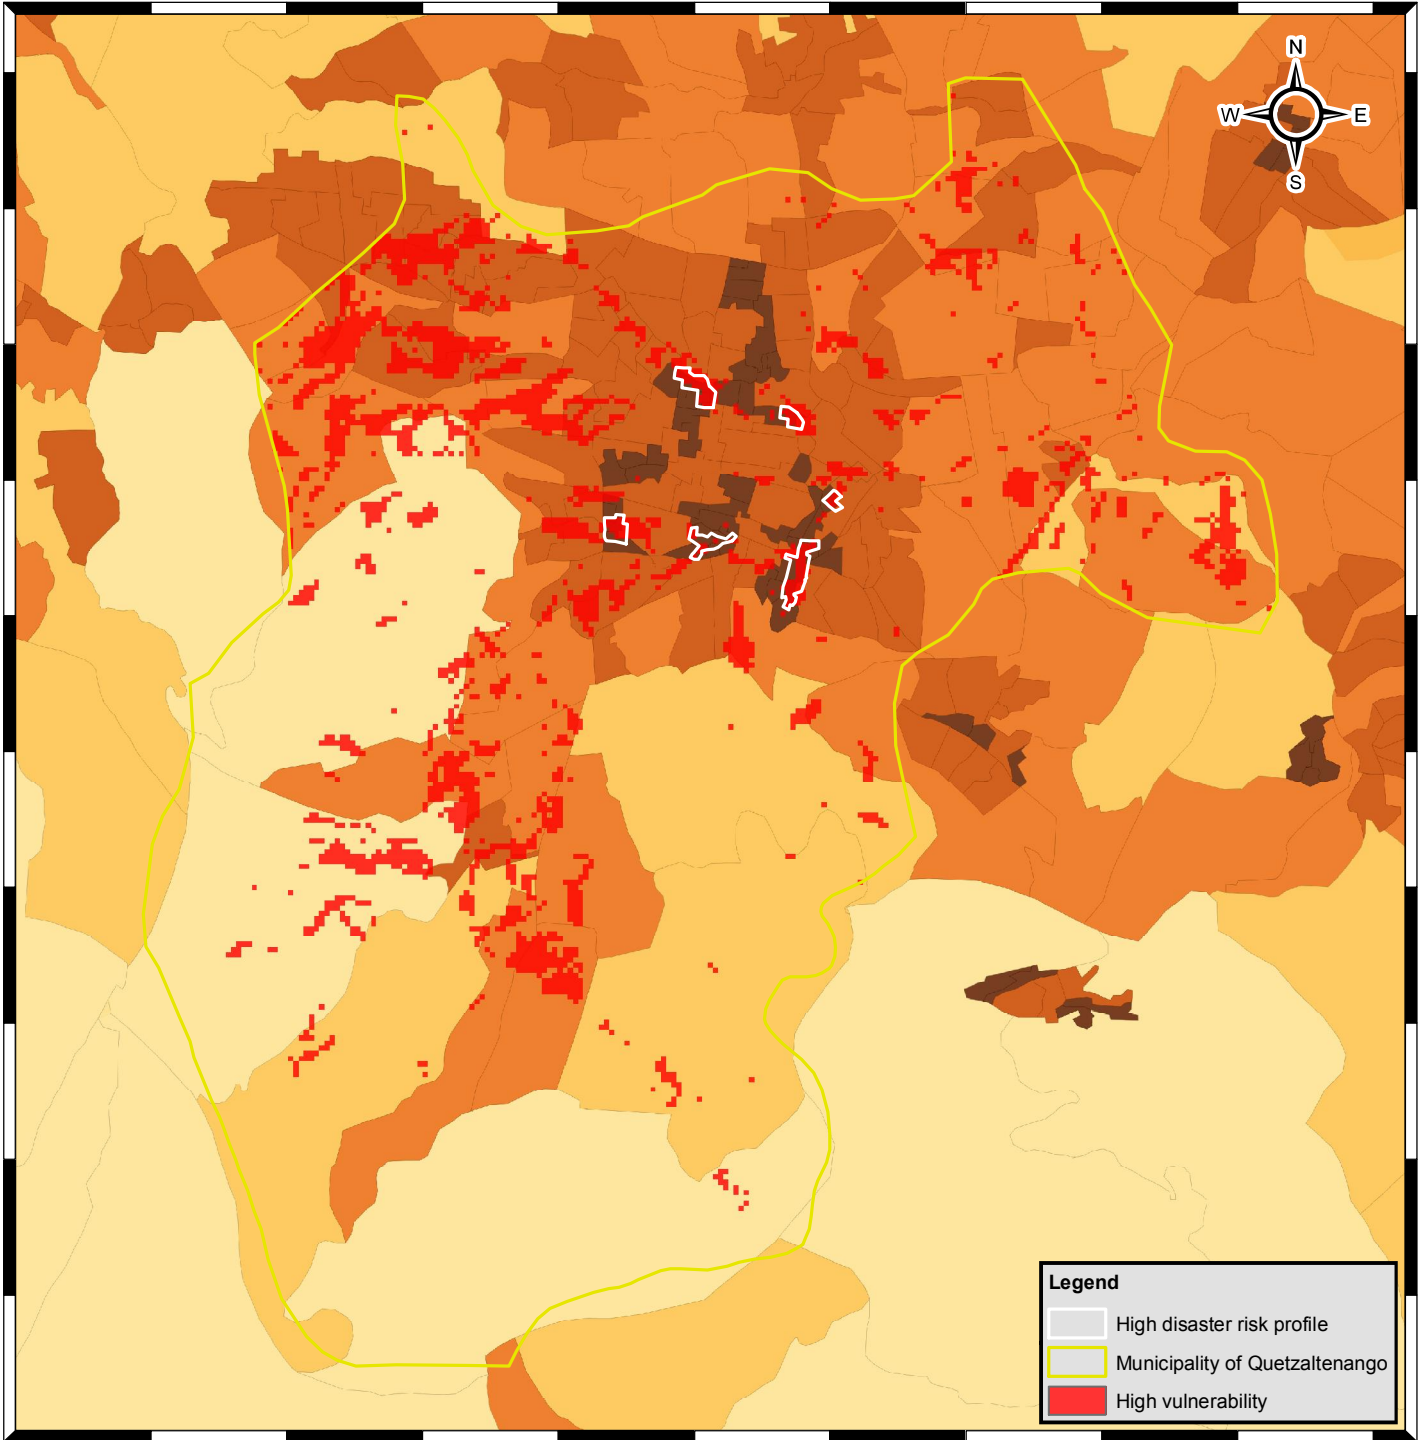 N
W E
S
Legend
High disaster risk profile
Municipality of Quetzaltenango
High vulnerability